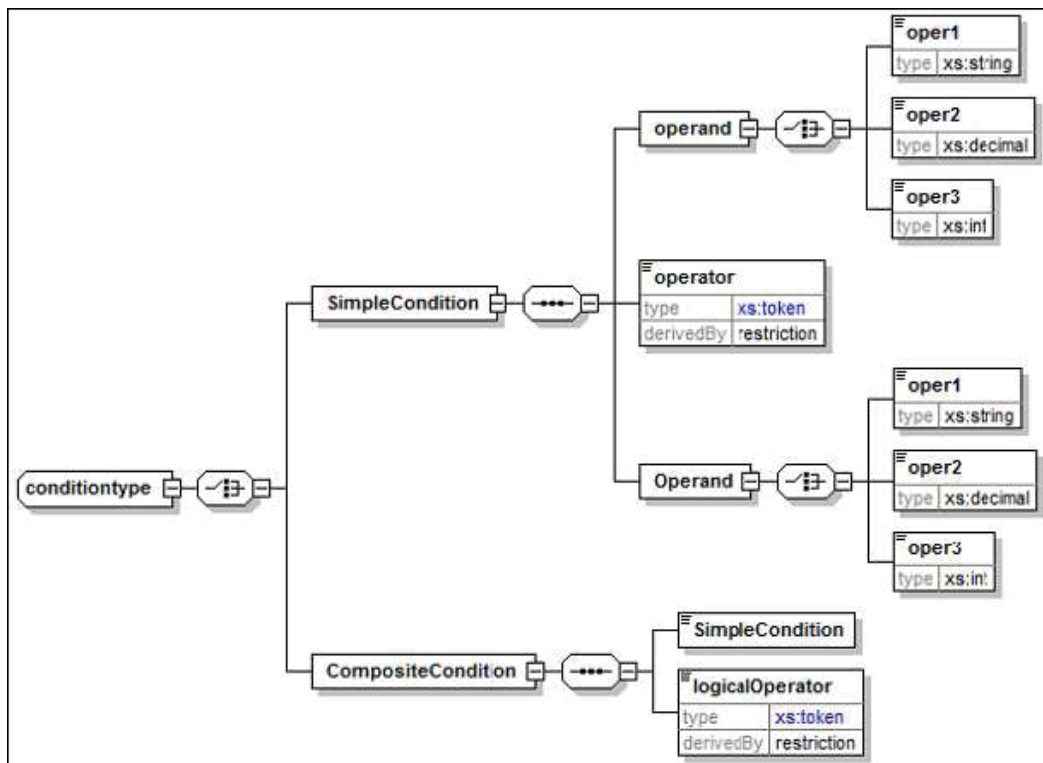 oper1
type xs:string
operand
oper2
type xs:decimal
oper3
type xs:int
operator
type xs:token
derivedBy restriction
SimpleCondition
oper1
type xs:string
conditiontype
Operand
oper2
type xs:decimal
oper3
type xs:int
CompositeCondition
SimpleCondition
logicalOperator
type xs:token
derivedBy restriction